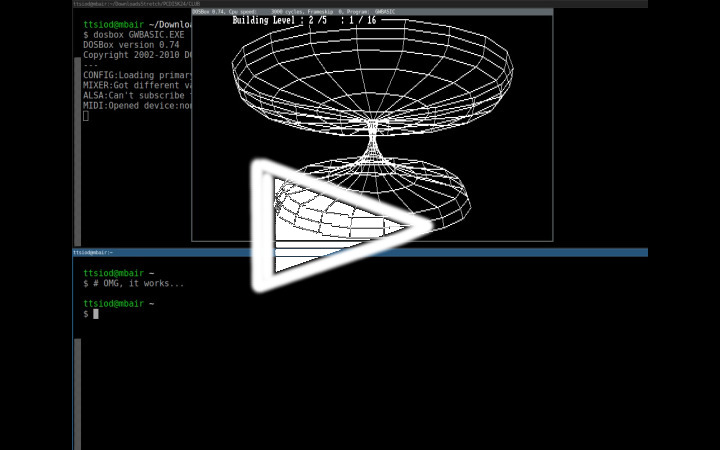 ttsiod@mbair:~/Downloads/Stretch/PCDISK24/CLUB
DOSBox 0.74, Cpu speed: 3000 cycles, Frameskip 0, Program: GWBASIC
ttsiod@mbair ~/Downloa
Building Level : 2 /5 : 1 / 16
$ dosbox GWBASIC.EXE
DOSBox version 0.74
Copyright 2002-2010 DO
---
CONFIG:Loading primary
MIXER:Got different va
ALSA:Can't subscribe
MIDI:Opened device:non
ttsiod@mbair:~
ttsiod@mbair ~
$ # OMG, it works...
ttsiod@mbair ~
$